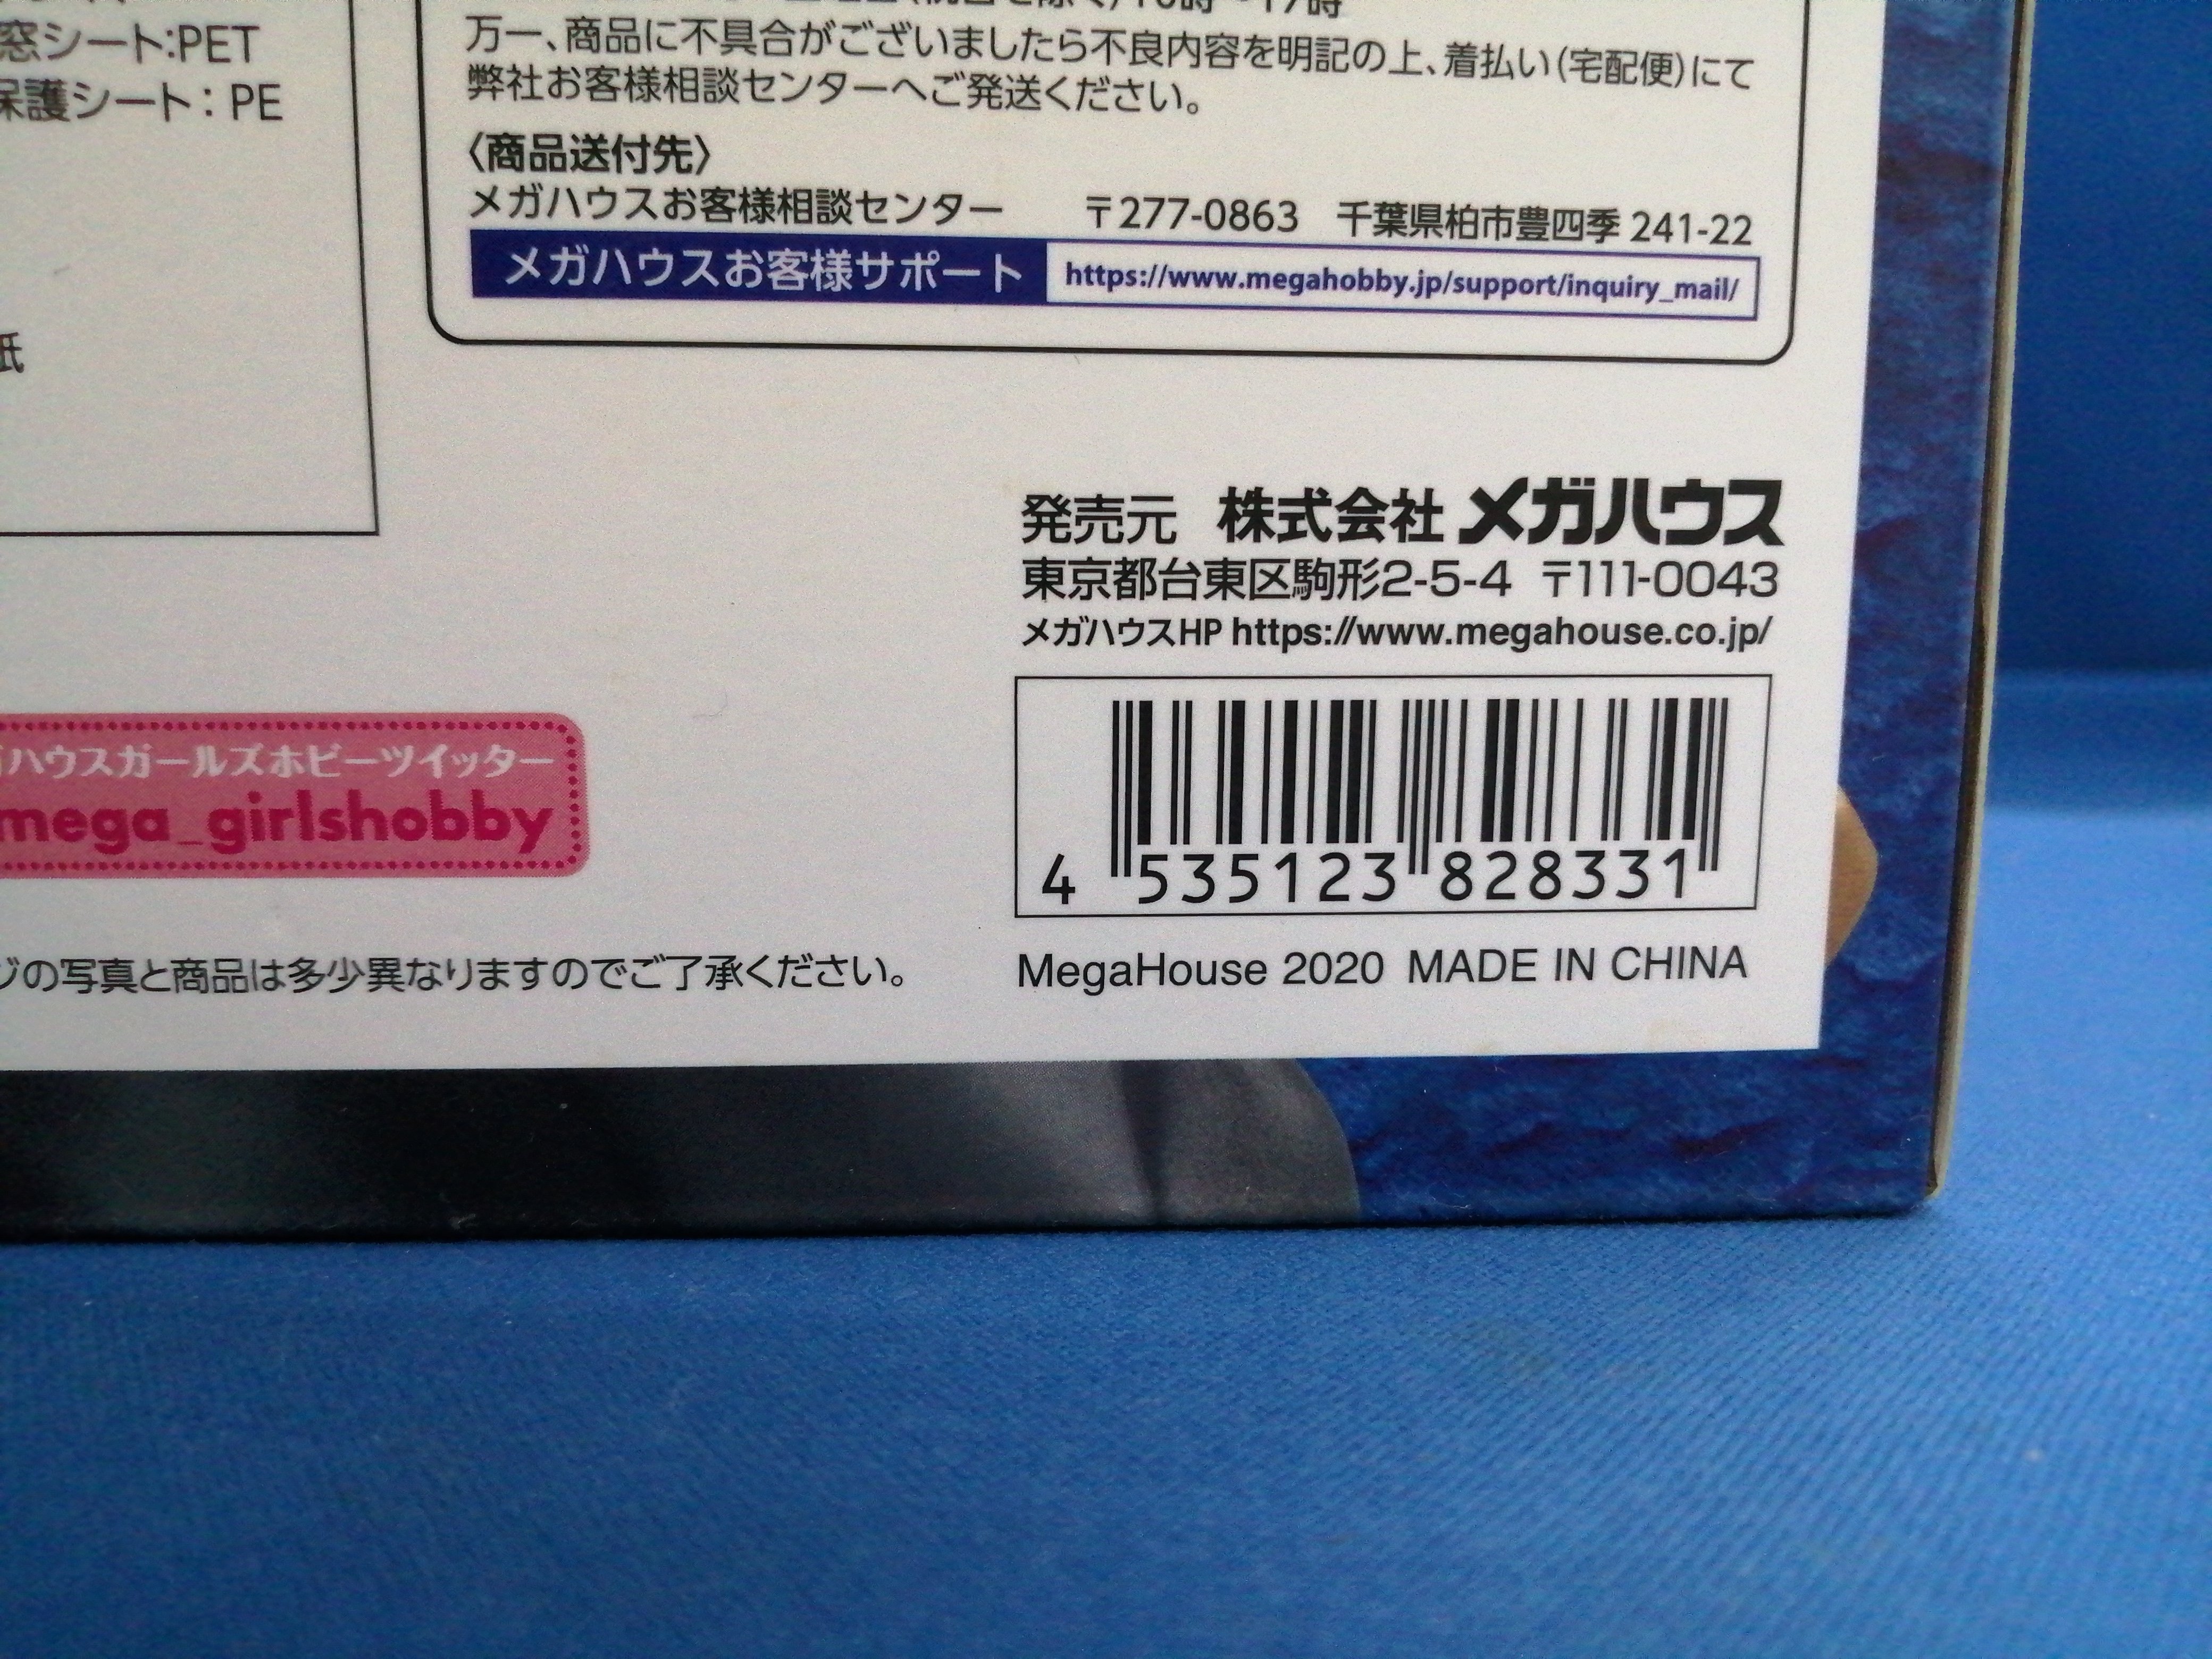 窓シート:PET
保護シート：PE
紙
万一、商品に不具合がございましたら不良内容を明記の上、着払い(宅配便)にて
弊社お客様相談センターへご発送ください。
〈商品送付先〉
メガハウスお客様相談センター 〒277-0863 千葉県柏市豊四季 241-22
メガハウスお客様サポート https://www.megahobby.jp/support/inquiry_mail/
発売元 株式会社 メガハウス
東京都台東区駒形2-5-4 〒111-0043
メガハウスHP https://www.megahouse.co.jp/
ハウスガールズホビーツイッター
mega_girlshobby
4 535123 828331
ジの写真と商品は多少異なりますのでご了承ください。
MegaHouse 2020 MADE IN CHINA